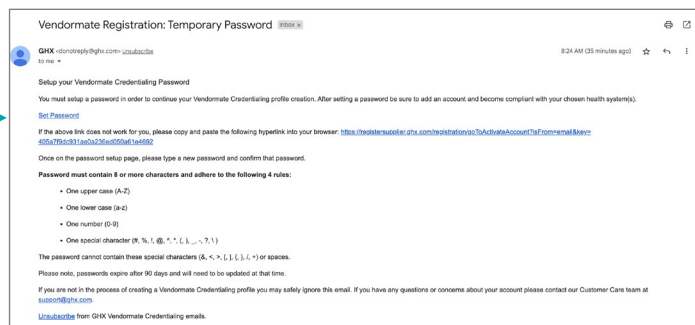 Vendormate Registration: Temporary Password Inbox x
GHX <donotreply@ghx.com> Unsubscribe 8:24 AM (35 minutes ago)
to me
Setup your Vendormate Credentialing Password
You must setup a password in order to continue your Vendormate Credentialing profile creation. After setting a password be sure to add an account and become compliant with your chosen health system(s).
Set Password
If the above link does not work for you, please copy and paste the following hyperlink into your browser: https://registersupplier.ghx.com/registration/goToActivateAccount?isFrom=email&key=
405a7f9dc931ae0a236ed050a61e4692
Once on the password setup page, please type a new password and confirm that password.
Password must contain 8 or more characters and adhere to the following 4 rules:
• One upper case (A-Z)
• One lower case (a-z)
• One number (0-9)
• One special character (#, %, !, @, ^, *, (, ), _, -, ?, \ )
The password cannot contain these special characters (&, <, >, [, ], {, }, /, +) or spaces.
Please note, passwords expire after 90 days and will need to be updated at that time.
If you are not in the process of creating a Vendormate Credentialing profile you may safely ignore this email. If you have any questions or concerns about your account please contact our Customer Care team at
support@ghx.com.
Unsubscribe from GHX Vendormate Credentialing emails.